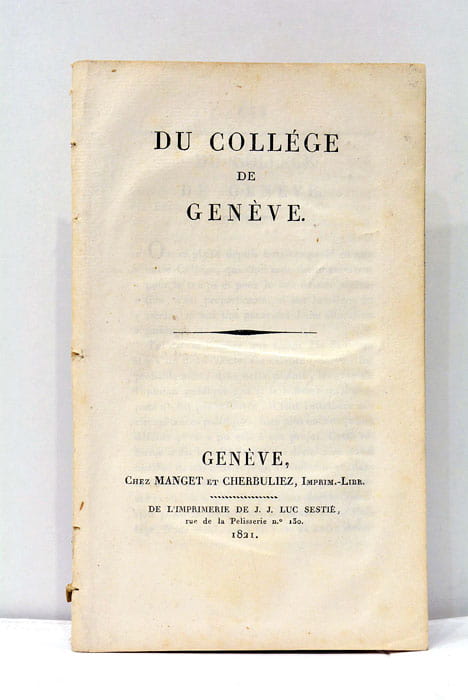 DU COLLÉGE
DE
GENÈVE.
GENÈVE,
CHEZ MANGET ET CHERBULIEZ, IMPRIM.-LIBR.
DE L'IMPRIMERIE DE J. J. LUC SESTIÉ,
rue de la Pelisserie n.º 130.
1821.